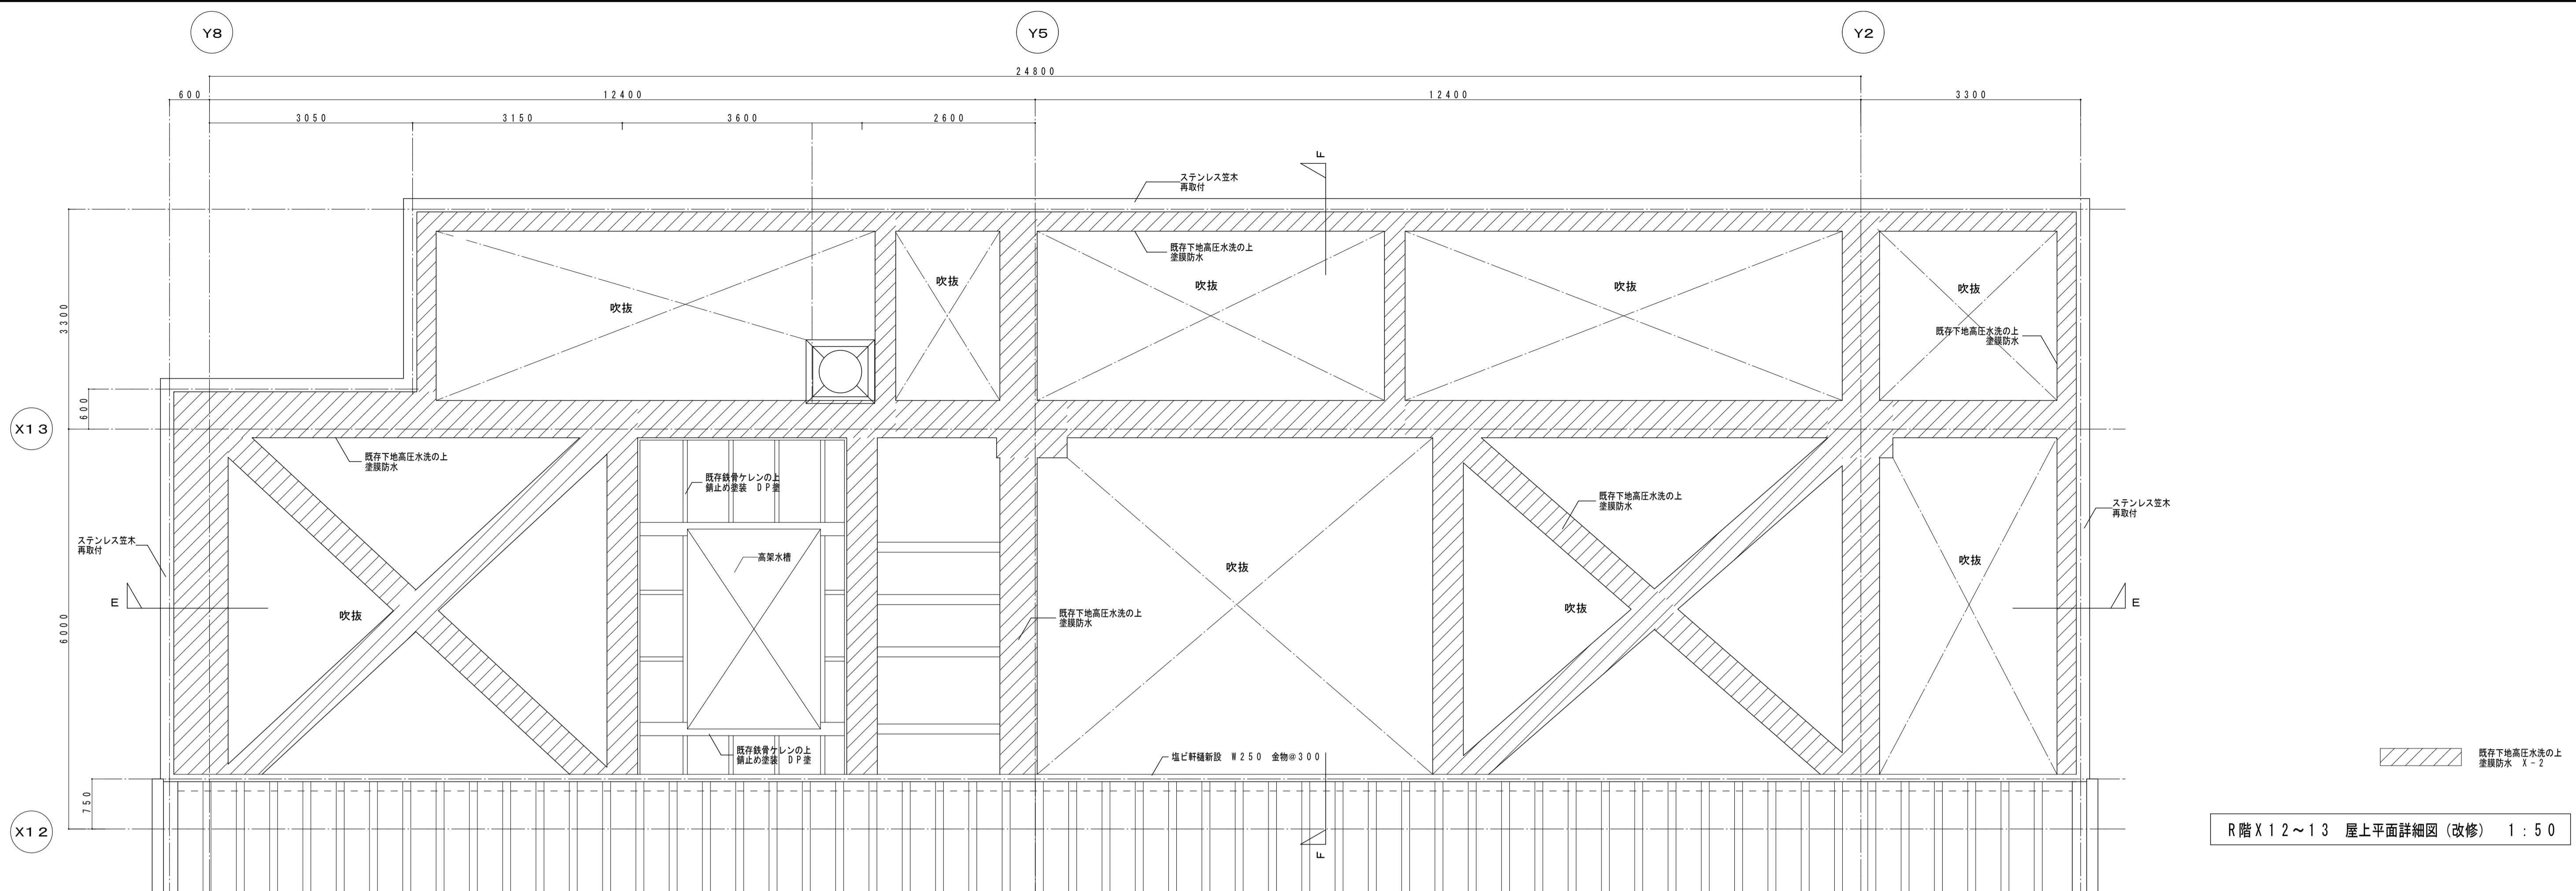 Y8
Y5
Y2
24800
600
12400
12400
3300
3050
3150
3600
2600
F
ステンレス笠木
再取付
既存下地高圧水洗の上
塗膜防水
吹抜
吹抜
吹抜
吹抜
吹抜
既存下地高圧水洗の上
塗膜防水
3300
600
X13
既存下地高圧水洗の上
塗膜防水
既存鉄骨ケレンの上
錆止め塗装 DP塗
既存下地高圧水洗の上
塗膜防水
ステンレス笠木
再取付
ステンレス笠木
再取付
高架水槽
吹抜
吹抜
E
E
6000
吹抜
吹抜
既存下地高圧水洗の上
塗膜防水
既存鉄骨ケレンの上
錆止め塗装 DP塗
塩ビ軒樋新設 W250 金物@300
既存下地高圧水洗の上
塗膜防水 X-2
750
X12
F
R階X12～13 屋上平面詳細図(改修) 1:50